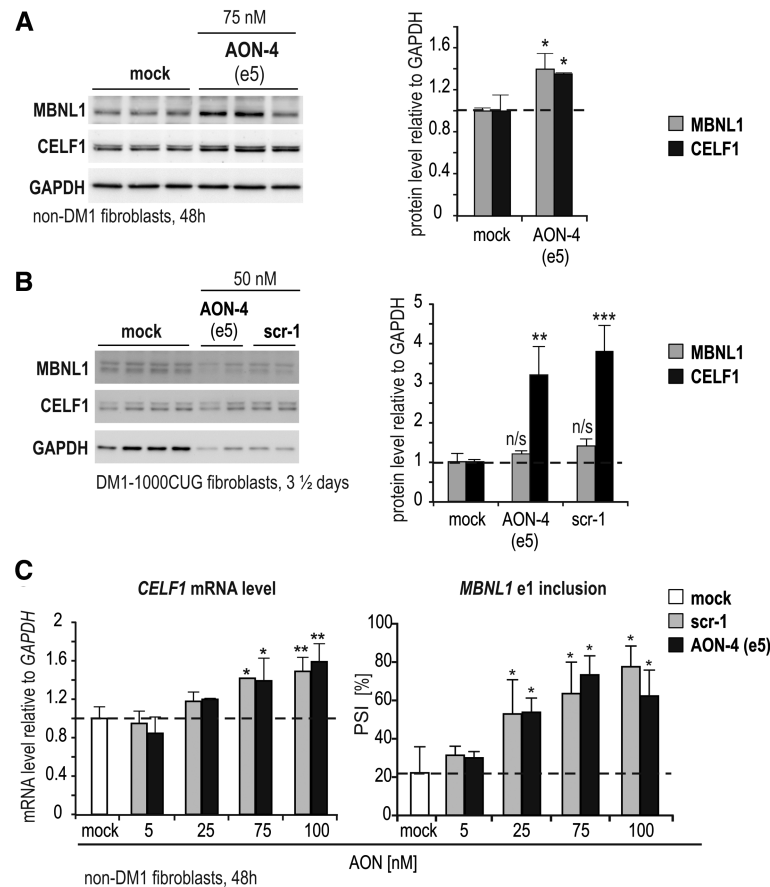 A
75 nM
AON-4
(e5)
mock
MBNL1
CELF1
GAPDH
non-DM1 fibroblasts, 48h
protein level relative to GAPDH
1.6
1.2
0.8
0.4
0
*
*
mock
AON-4
(e5)
MBNL1
CELF1
B
50 nM
AON-4
(e5)
mock
scr-1
MBNL1
CELF1
GAPDH
DM1-1000CUG fibroblasts, 3 ½ days
protein level relative to GAPDH
5
4
3
2
1
0
n/s
**
n/s
***
mock
AON-4
(e5)
scr-1
MBNL1
CELF1
C
CELF1 mRNA level
mRNA level relative to GAPDH
2
1.6
1.2
1.0
0.8
0.4
0
*
*
**
**
mock
5
25
75
100
MBNL1 e1 inclusion
PSI [%]
100
80
60
40
20
0
*
*
*
*
*
*
mock
5
25
75
100
mock
scr-1
AON-4 (e5)
AON [nM]
non-DM1 fibroblasts, 48h